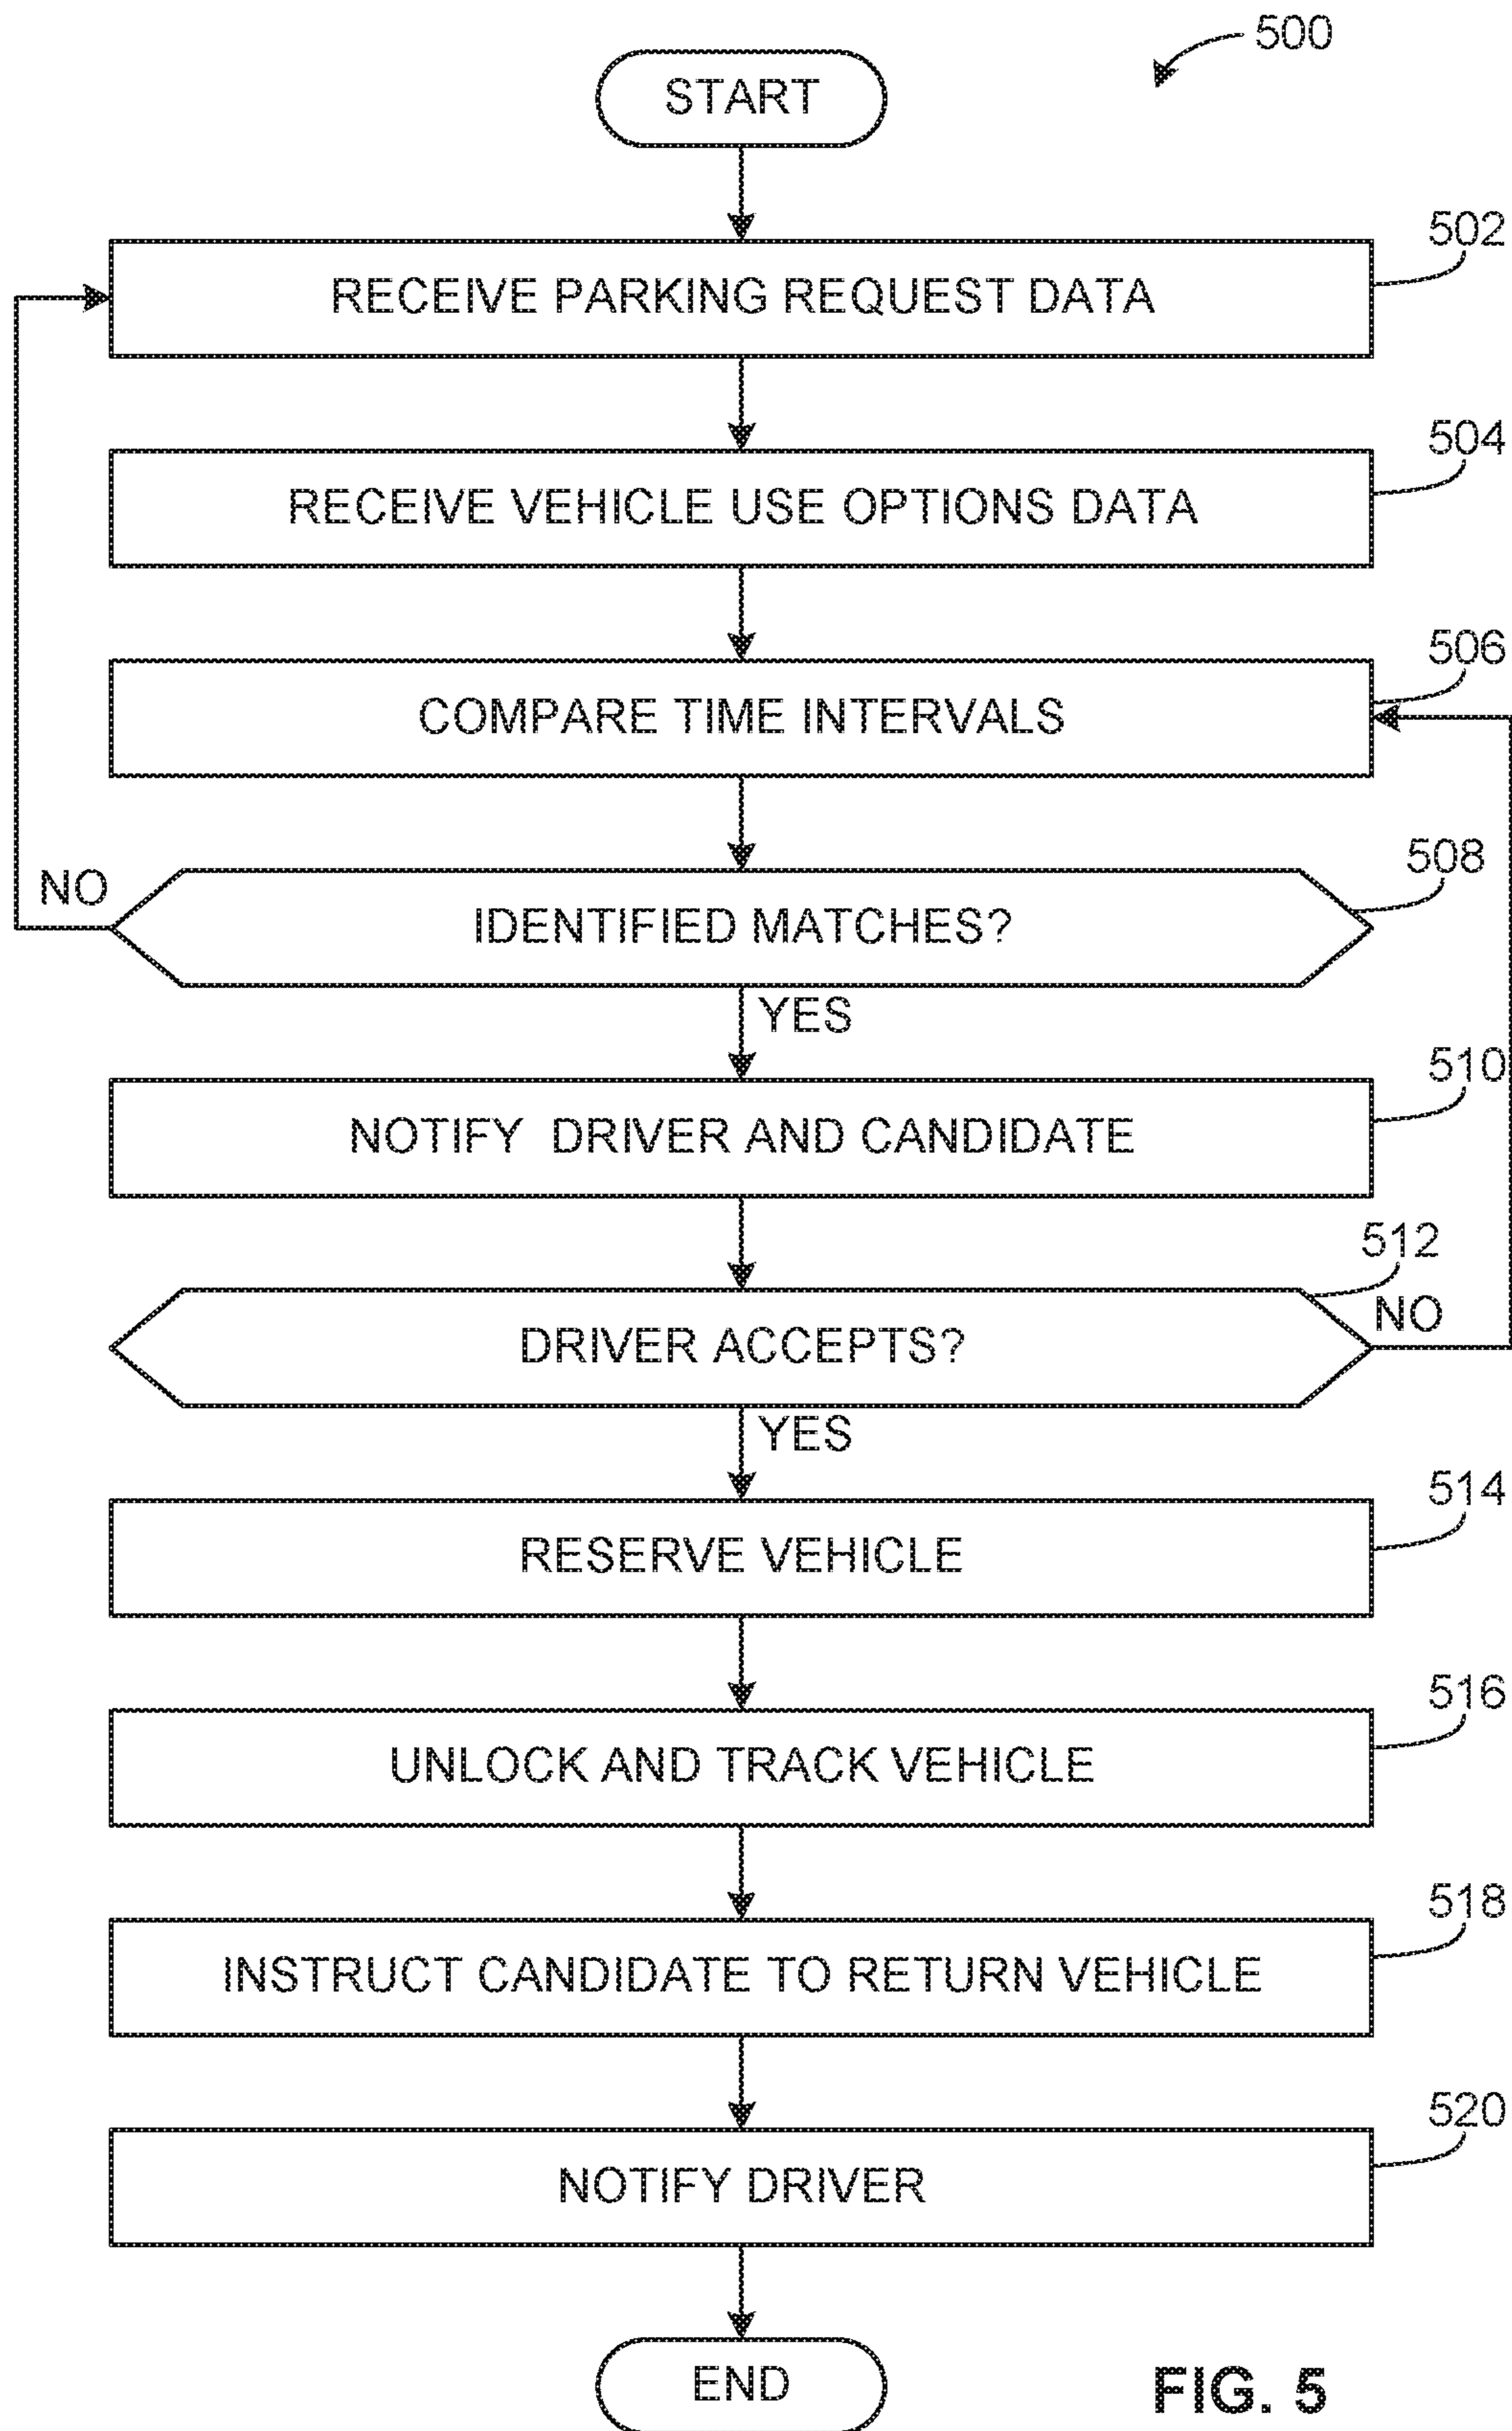 500
START
502
RECEIVE PARKING REQUEST DATA
504
RECEIVE VEHICLE USE OPTIONS DATA
506
COMPARE TIME INTERVALS
508
NO
IDENTIFIED MATCHES?
YES
510
NOTIFY DRIVER AND CANDIDATE
512
NO
DRIVER ACCEPTS?
YES
514
RESERVE VEHICLE
516
UNLOCK AND TRACK VEHICLE
518
INSTRUCT CANDIDATE TO RETURN VEHICLE
520
NOTIFY DRIVER
END
FIG. 5